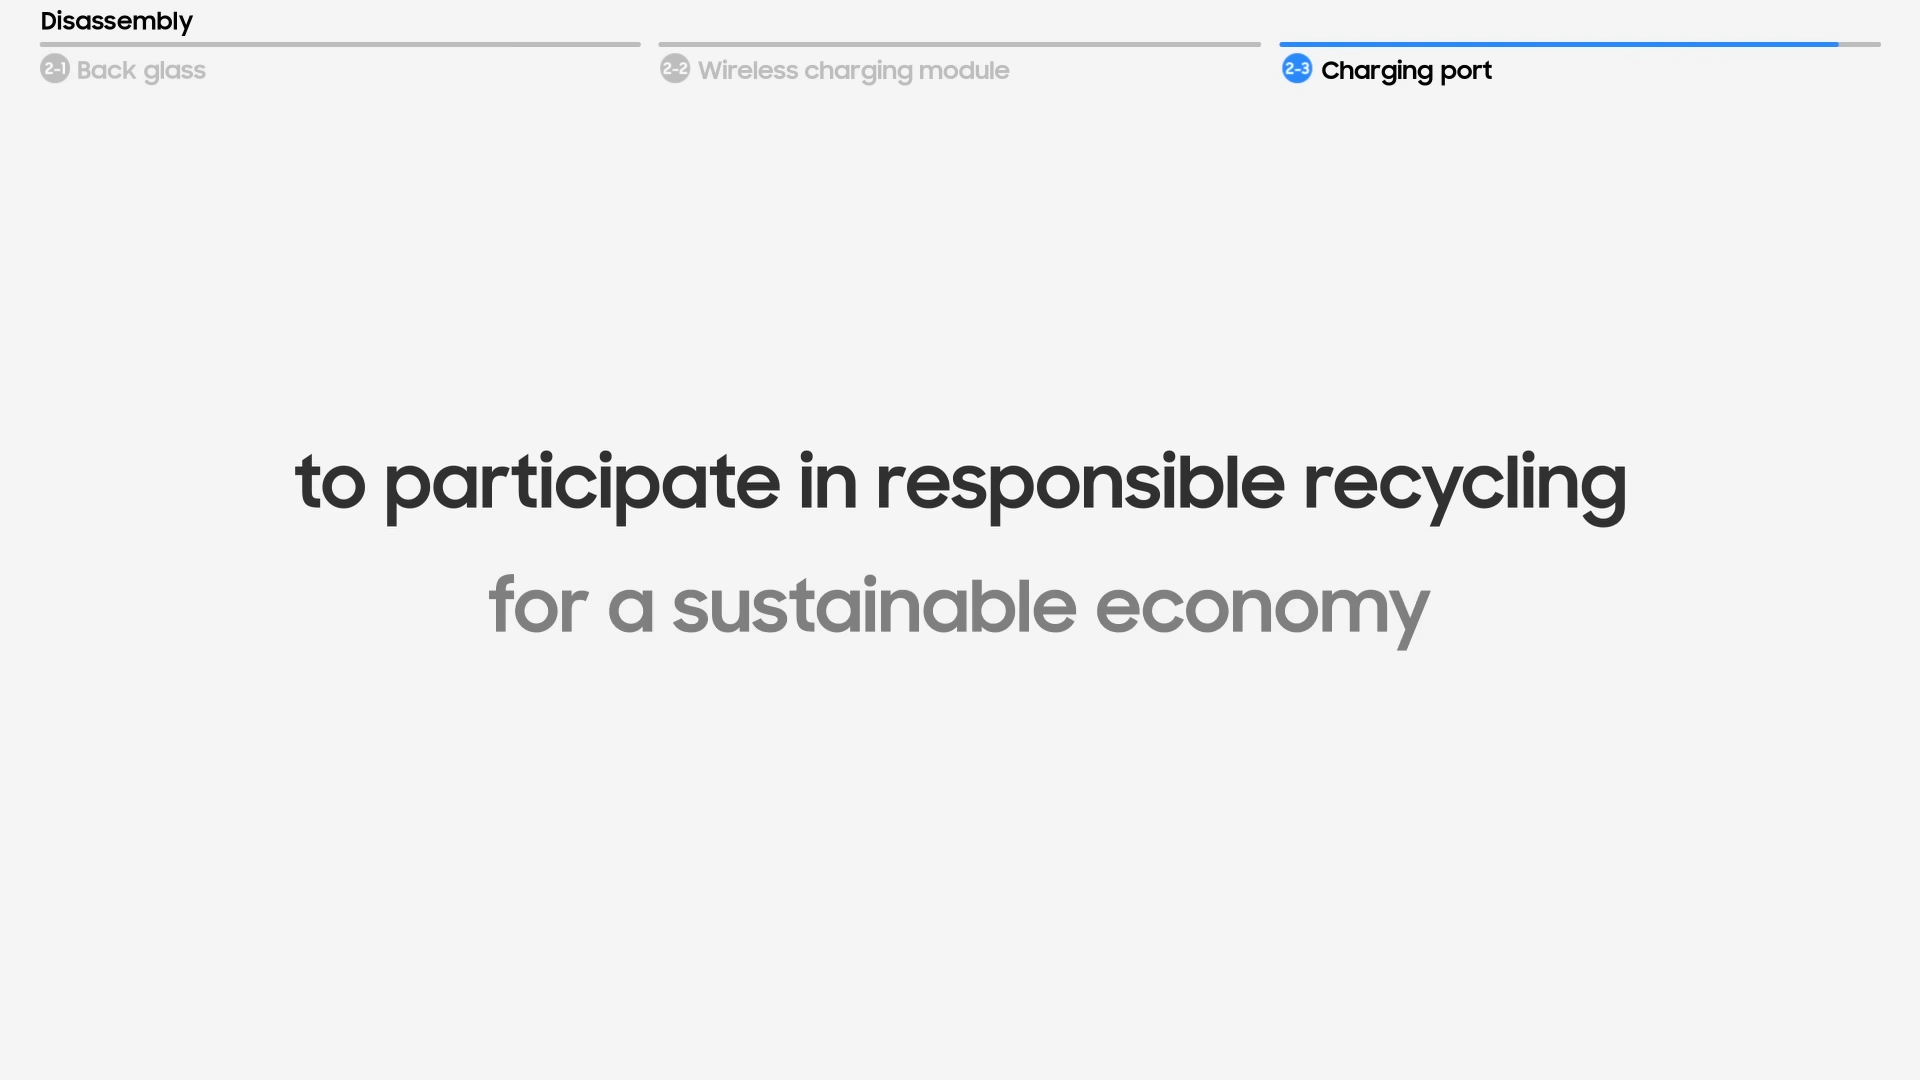 Disassembly
2-1 Back glass
2-2 Wireless charging module
2-3 Charging port
to participate in responsible recycling
for a sustainable economy